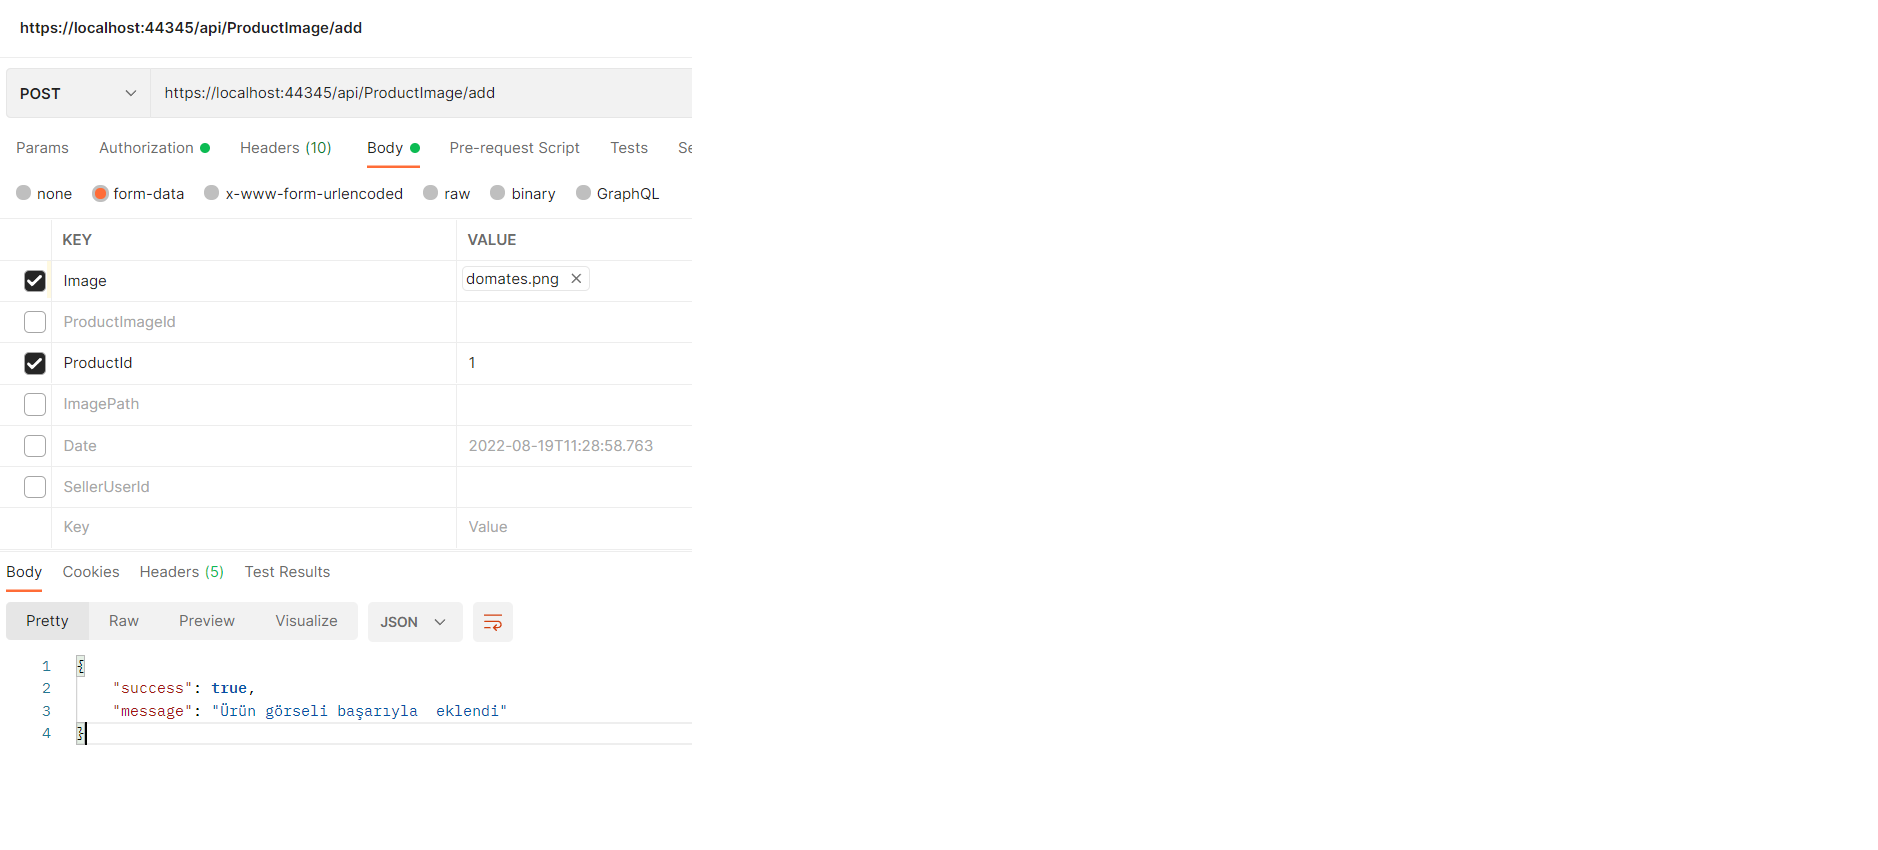 https://localhost:44345/api/ProductImage/add
POST https://localhost:44345/api/ProductImage/add
Params Authorization Headers (10) Body Pre-request Script Tests Se
none form-data x-www-form-urlencoded raw binary GraphQL
KEY VALUE
Image domates.png
ProductImageId
ProductId 1
ImagePath
Date 2022-08-19T11:28:58.763
SellerUserId
Key Value
Body Cookies Headers (5) Test Results
Pretty Raw Preview Visualize JSON
1 {
2 "success": true,
3 "message": "Ürün görseli başarıyla  eklendi"
4 }